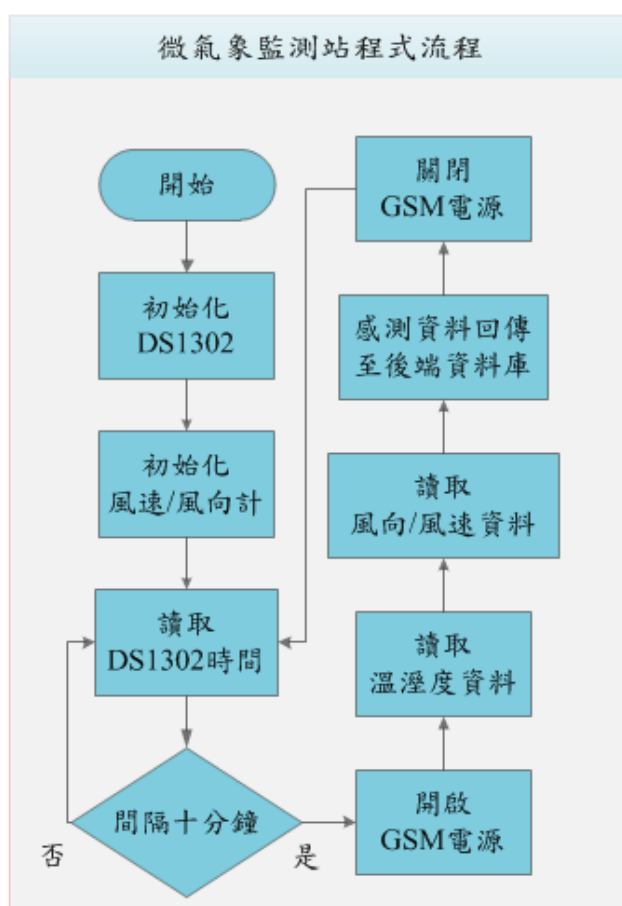 微氣象監測站程式流程
開始
初始化
DS1302
初始化
風速/風向計
讀取
DS1302時間
間隔十分鐘
否
是
開啟
GSM電源
讀取
溫溼度資料
讀取
風向/風速資料
感測資料回傳
至後端資料庫
關閉
GSM電源